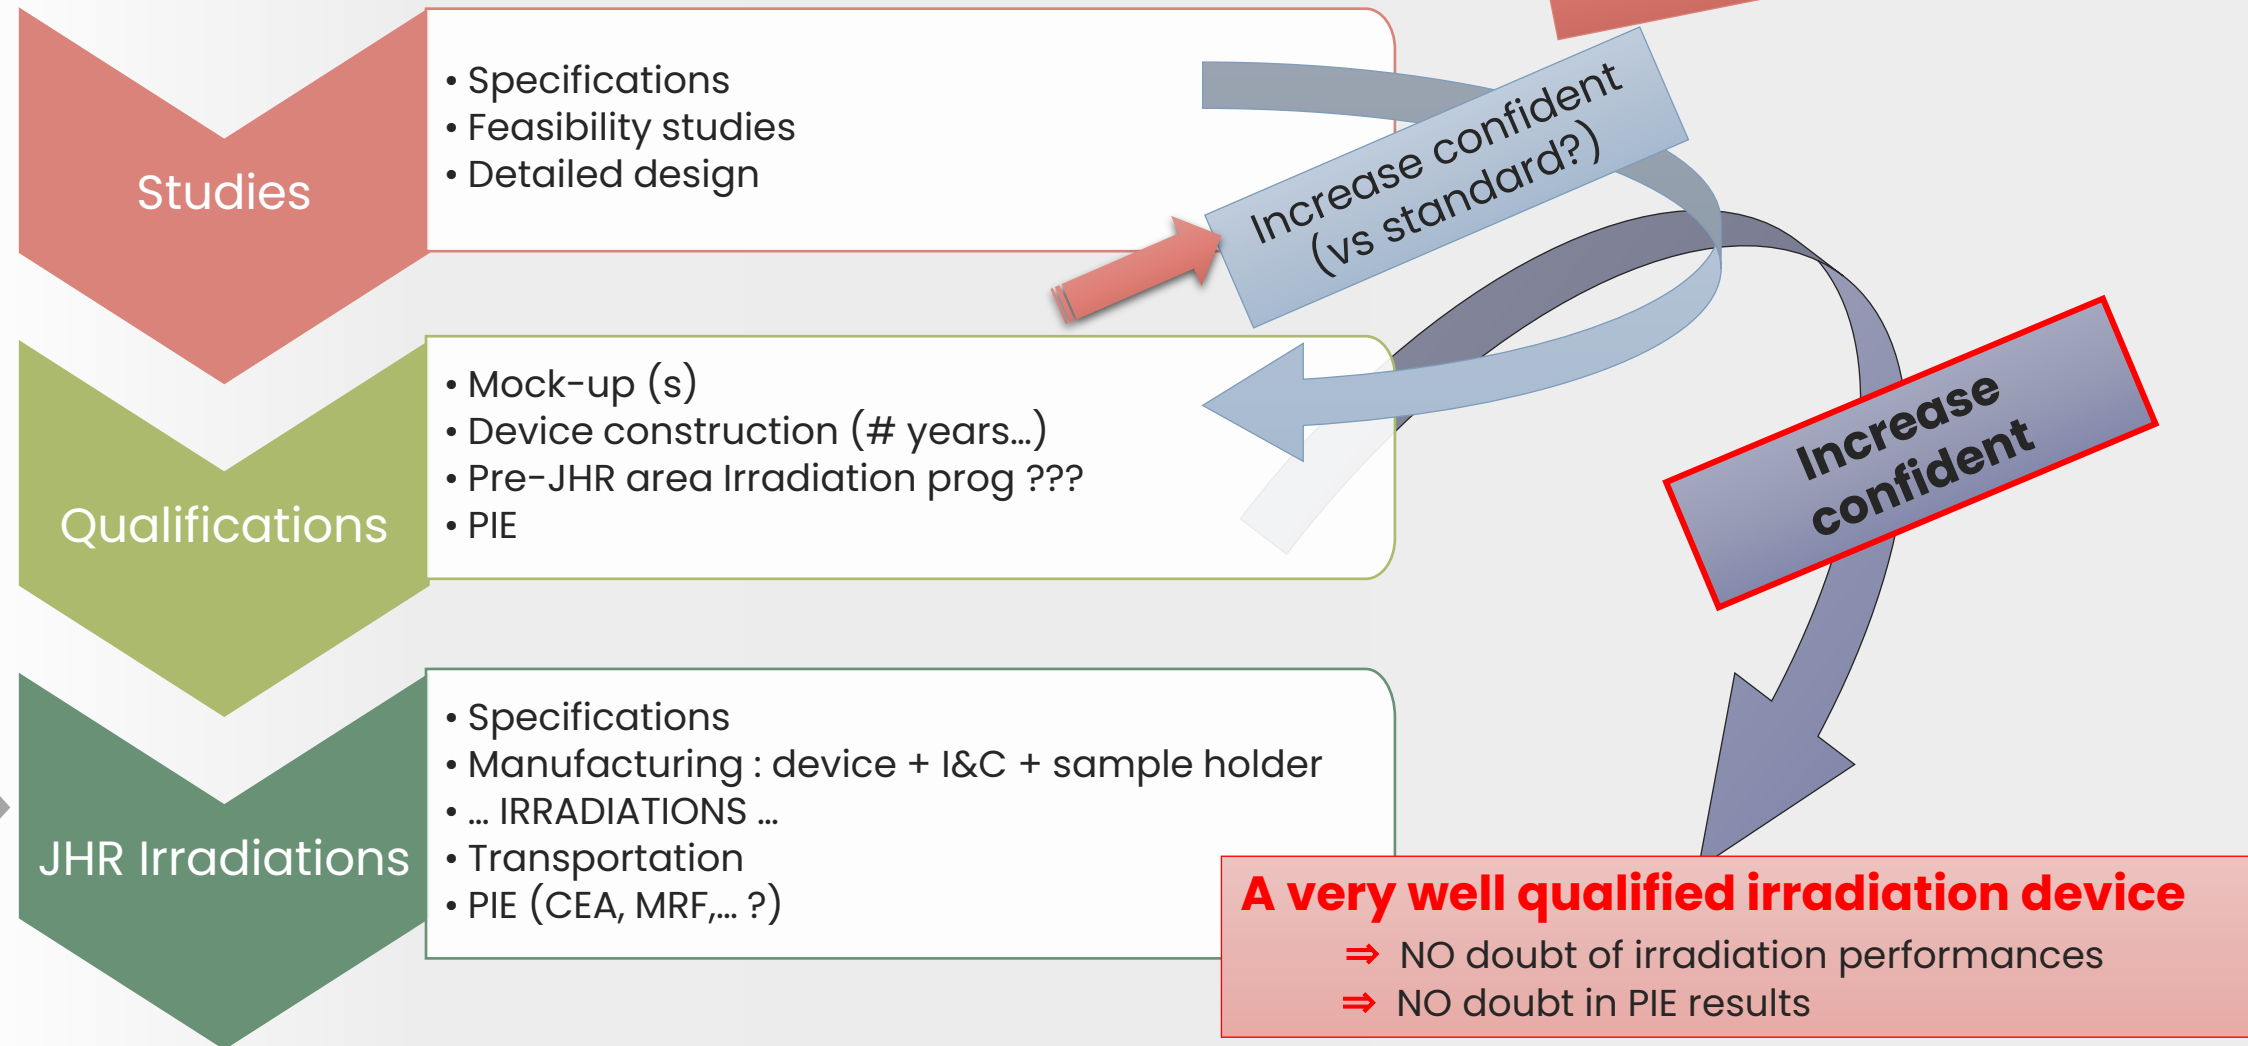 Studies
• Specifications
• Feasibility studies
• Detailed design
Increase confident
(vs standard?)
Qualifications
• Mock-up (s)
• Device construction (# years…)
• Pre-JHR area Irradiation prog ???
• PIE
Increase
confident
JHR Irradiations
• Specifications
• Manufacturing : device + I&C + sample holder
• … IRRADIATIONS …
• Transportation
• PIE (CEA, MRF,… ?)
A very well qualified irradiation device
⇒ NO doubt of irradiation performances
⇒ NO doubt in PIE results